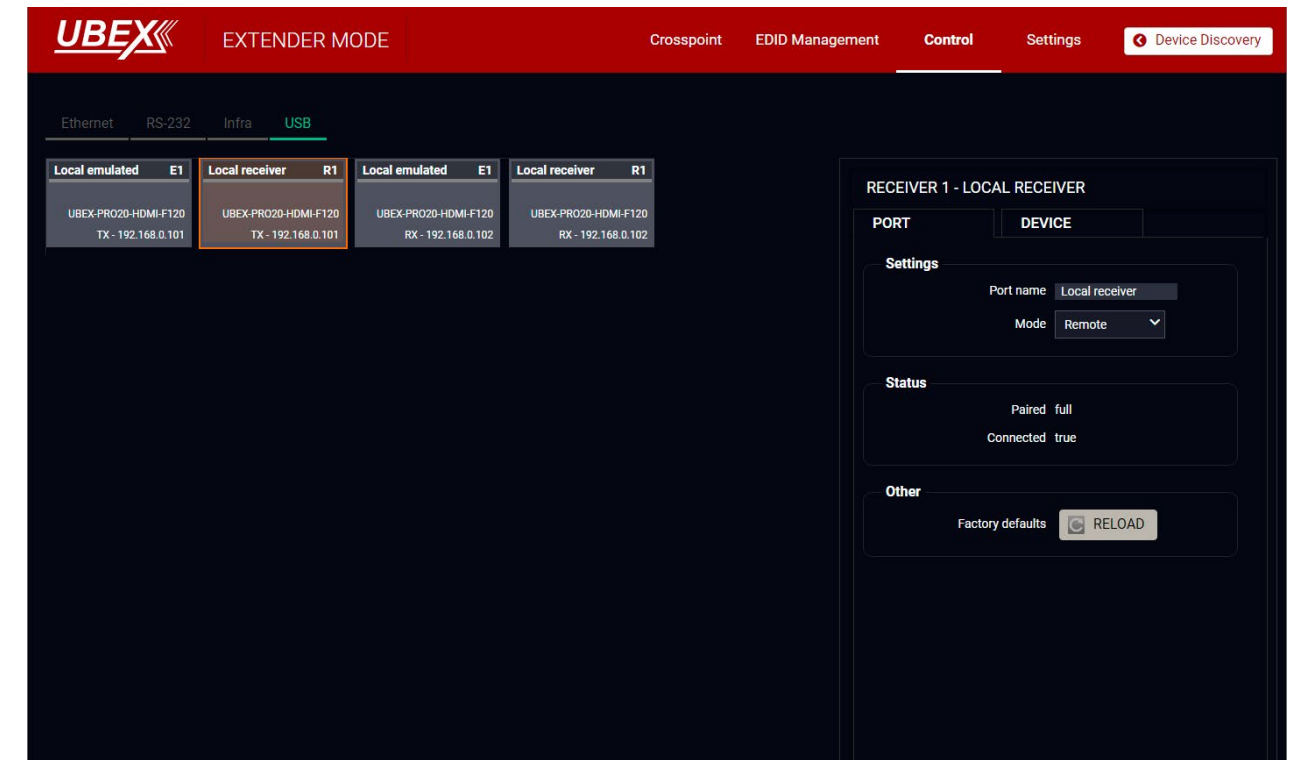 UBEX EXTENDER MODE Crosspoint EDID Management Control Settings Device Discovery
Ethernet RS-232 Infra USB
Local emulated E1 Local receiver R1 Local emulated E1 Local receiver R1
UBEX-PRO20-HDMI-F120 UBEX-PRO20-HDMI-F120 UBEX-PRO20-HDMI-F120 UBEX-PRO20-HDMI-F120
TX - 192.168.0.101 TX - 192.168.0.101 RX - 192.168.0.102 RX - 192.168.0.102
RECEIVER 1 - LOCAL RECEIVER
PORT DEVICE
Settings
Port name Local receiver
Mode Remote
Status
Paired full
Connected true
Other
Factory defaults RELOAD